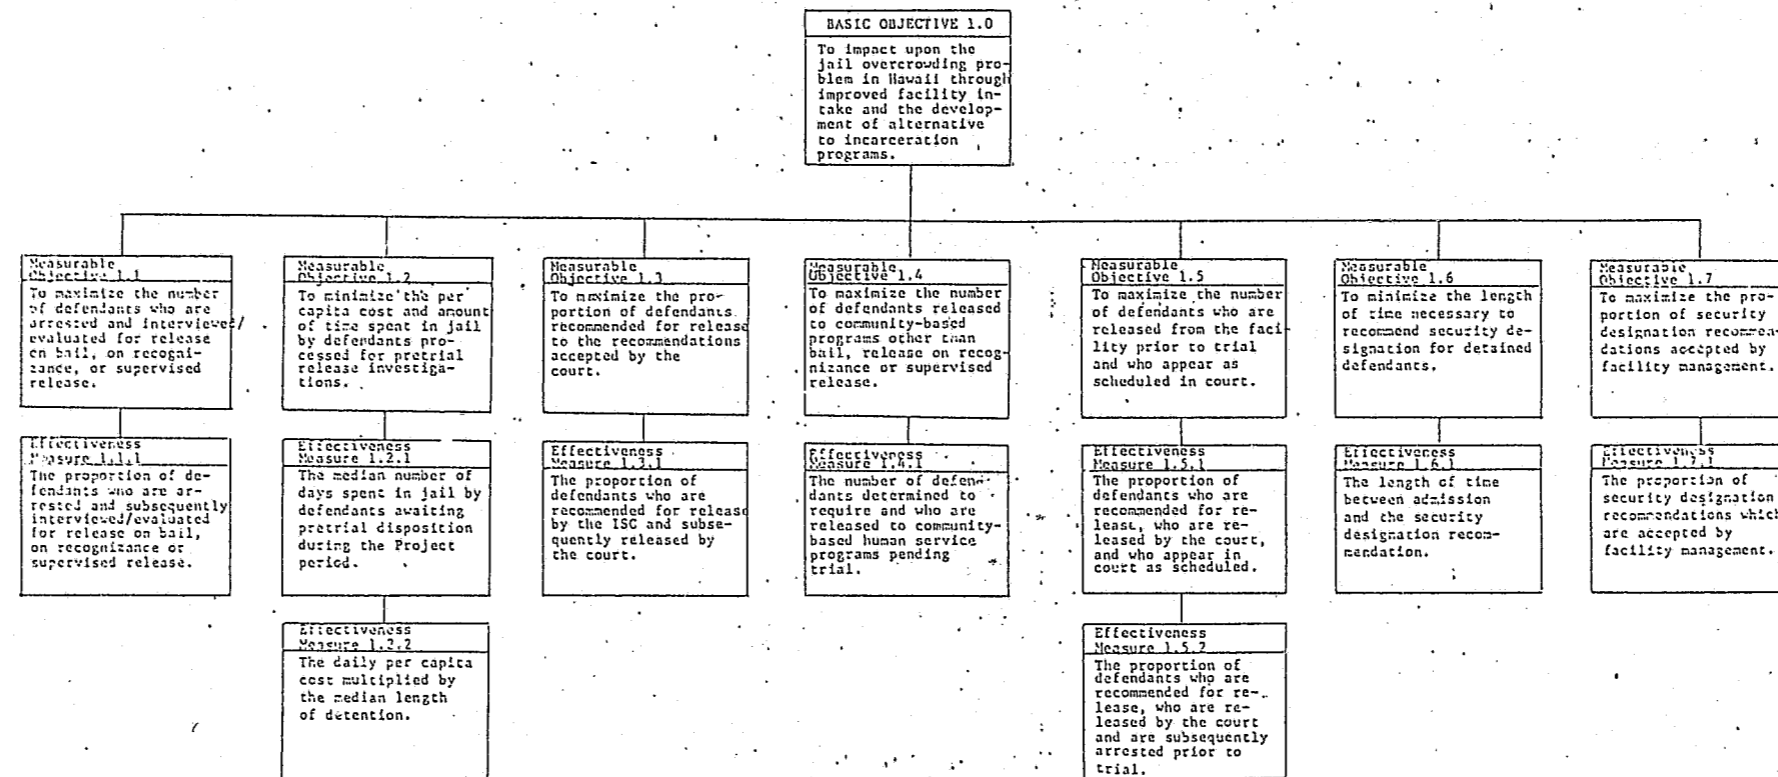 BASIC OBJECTIVE 1.0
To impact upon the
jail overcrowding pro-
blem in Hawaii through
improved facility in-
take and the develop-
ment of alternative
to incarceration
programs.
Measurable
Objective 1.1
To maximize the number
of defendants who are
arrested and interviewed/
evaluated for release
on bail, on recogni-
zance, or supervised
release.
Measurable
Objective 1.2
To minimize the per
capita cost and amount
of time spent in jail
by defendants pro-
cessed for pretrial
release investiga-
tions.
Measurable
Objective 1.3
To maximize the pro-
portion of defendants
recommended for release
to the recommendations
accepted by the
court.
Measurable
Objective 1.4
To maximize the number
of defendants released
to community-based
programs other than
bail, release on recog-
nizance or supervised
release.
Measurable
Objective 1.5
To maximize the number
of defendants who are
released from the faci-
lity prior to trial
and who appear as
scheduled in court.
Measurable
Objective 1.6
To minimize the length
of time necessary to
recommend security de-
signation for detained
defendants.
Measurable
Objective 1.7
To maximize the pro-
portion of security
designation recommen-
dations accepted by
facility management.
Effectiveness
Measure 1.1.1
The proportion of de-
fendants who are ar-
rested and subsequently
interviewed/evaluated
for release on bail,
on recognizance or
supervised release.
Effectiveness
Measure 1.2.1
The median number of
days spent in jail by
defendants awaiting
pretrial disposition
during the Project
period.
Effectiveness
Measure 1.3.1
The proportion of
defendants who are
recommended for release
by the ISC and subse-
quently released by
the court.
Effectiveness
Measure 1.4.1
The number of defen-
dants determined to
require and who are
released to community-
based human service
programs pending
trial.
Effectiveness
Measure 1.5.1
The proportion of
defendants who are
recommended for re-
lease, who are re-
leased by the court,
and who appear in
court as scheduled.
Effectiveness
Measure 1.6.1
The length of time
between admission
and the security
designation recom-
mendation.
Effectiveness
Measure 1.7.1
The proportion of
security designation
recommendations which
are accepted by
facility management.
Effectiveness
Measure 1.2.2
The daily per capita
cost multiplied by
the median length
of detention.
Effectiveness
Measure 1.5.2
The proportion of
defendants who are
recommended for re-
lease, who are re-
leased by the court
and are subsequently
arrested prior to
trial.